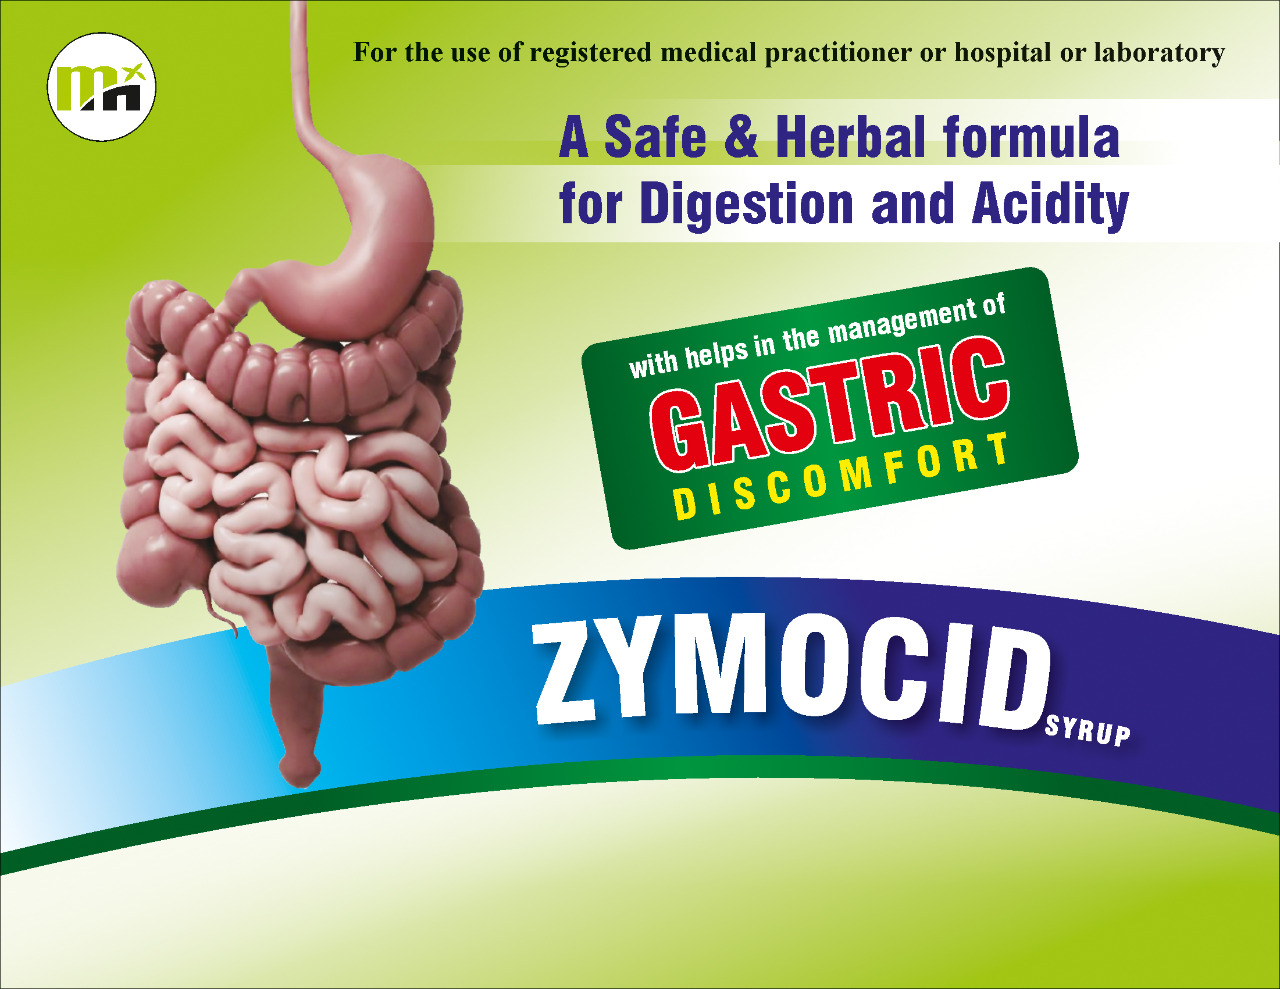 For the use of registered medical practitioner or hospital or laboratory
A Safe & Herbal formula
for Digestion and Acidity
with helps in the management of
GASTRIC
DISCOMFORT
ZYMOCID
SYRUP